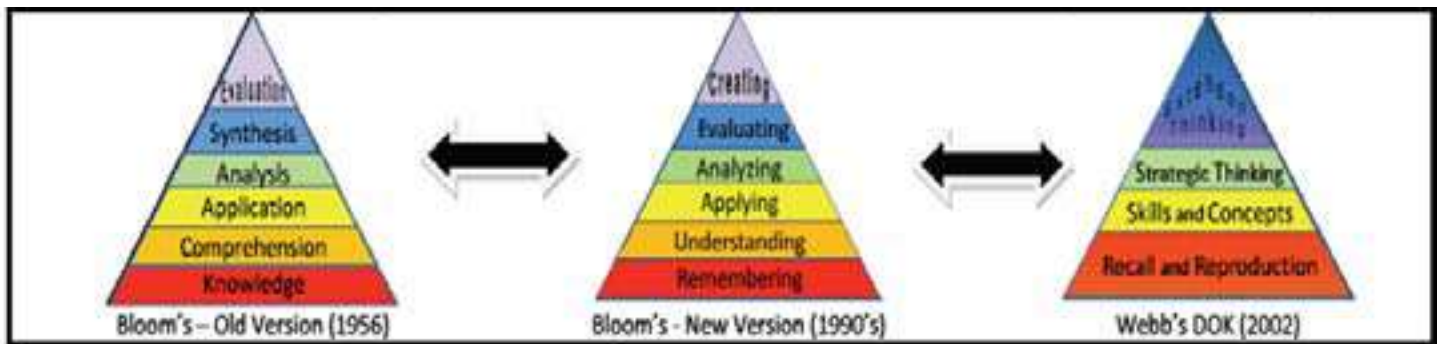 Evaluation
Synthesis
Analysis
Application
Comprehension
Knowledge
Bloom's – Old Version (1956)
Creating
Evaluating
Analyzing
Applying
Understanding
Remembering
Bloom's - New Version (1990's)
Thinking
Strategic Thinking
Skills and Concepts
Recall and Reproduction
Webb's DOK (2002)